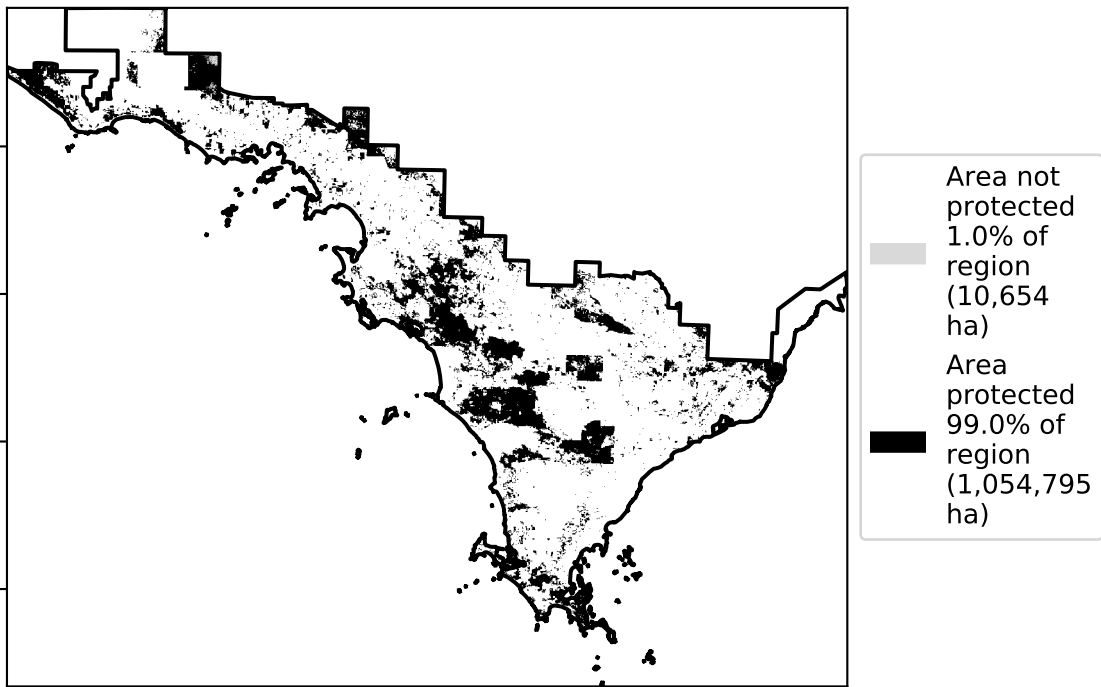 Area not
protected
1.0% of
region
(10,654
ha)
Area
protected
99.0% of
region
(1,054,795
ha)